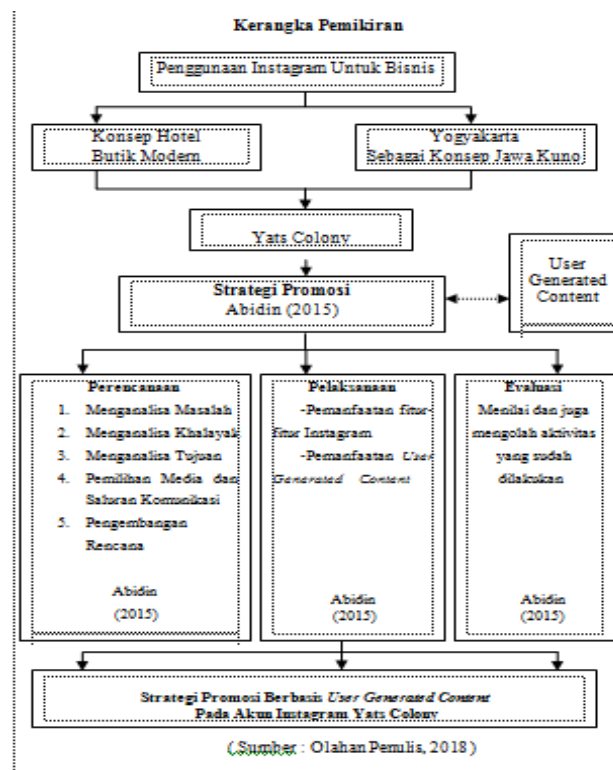 Kerangka Pemikiran
Penggunaan Instagram Untuk Bisnis
Konsep Hotel
Butik Modern
Yogyakarta
Sebagai Konsep Jawa Kuno
Yats Colony
User
Generated
Content
Strategi Promosi
Abidin (2015)
Perencanaan
1. Menganalisa Masalah
2. Menganalisa Khalayak
3. Menganalisa Tujuan
4. Pemilihan Media dan
Saluran Komunikasi
5. Pengembangan
Rencana
Abidin
(2015)
Pelaksanaan
-Pemanfaatan fitur-
fitur Instagram
-Pemanfaatan User
Generated Content
Abidin
(2015)
Evaluasi
Menilai dan juga
mengolah aktivitas
yang sudah
dilakukan
Abidin
(2015)
Strategi Promosi Berbasis User Generated Content
Pada Akun Instagram Yats Colony
( Sumber : Olahan Penulis, 2018 )